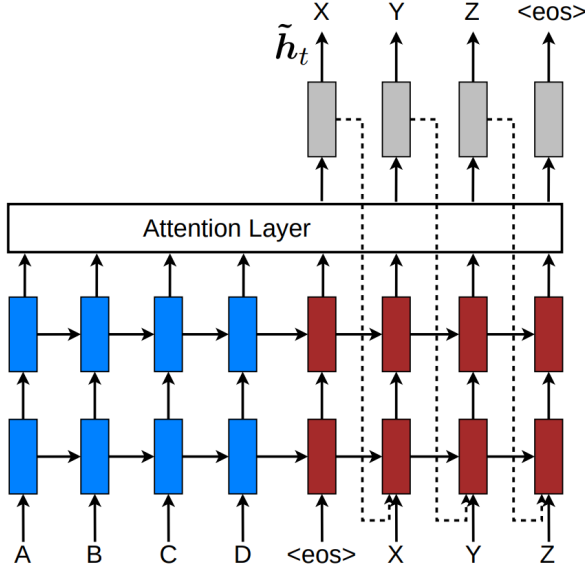 X Y Z <eos>
h̃t
Attention Layer
A B C D <eos> X Y Z